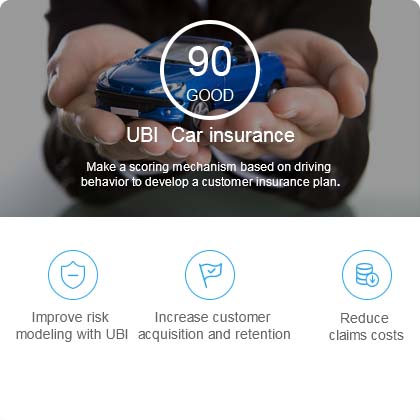 90
GOOD
UBI Car insurance
Make a scoring mechanism based on driving
behavior to develop a customer insurance plan.
Improve risk
modeling with UBI
Increase customer
acquisition and retention
Reduce
claims costs